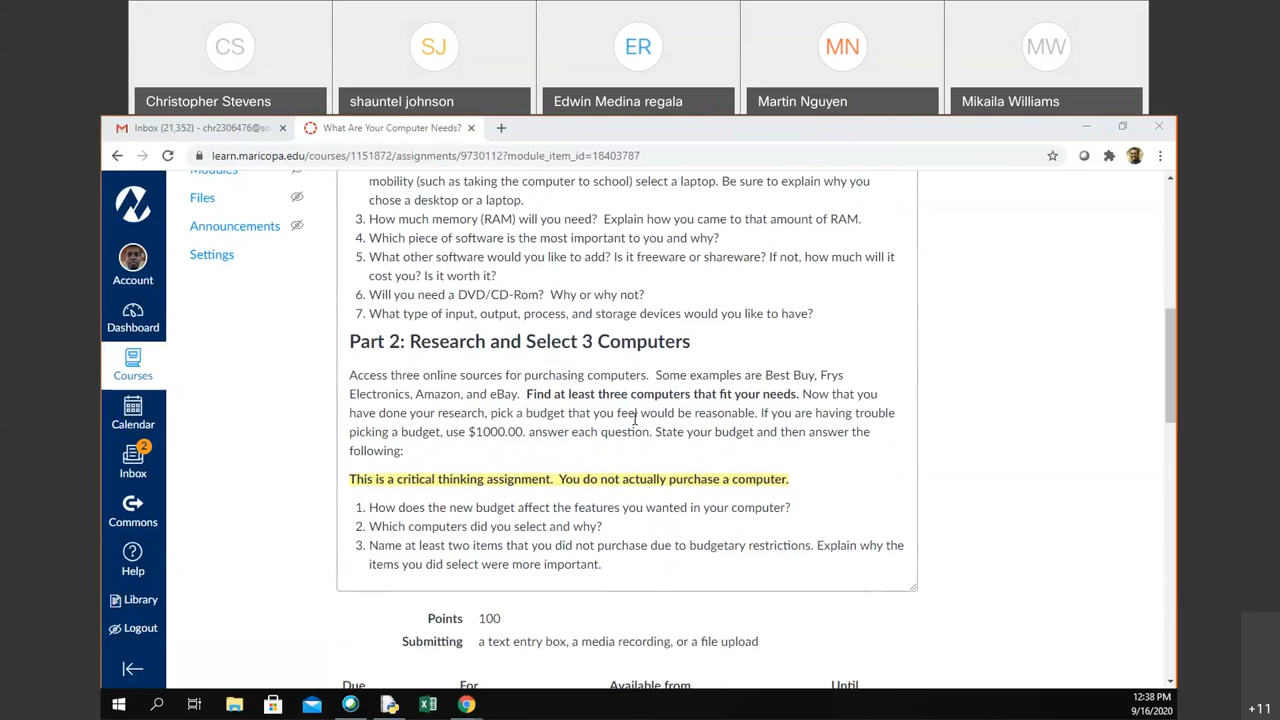 CS
SJ
ER
MN
MW
Christopher Stevens
shauntel johnson
Edwin Medina regala
Martin Nguyen
Mikaila Williams
Inbox (21,352) - chr2306476@so
What Are Your Computer Needs?
learn.maricopa.edu/courses/1151872/assignments/9730112?module_item_id=18403787
Account
Dashboard
Courses
Calendar
2
Inbox
Commons
Help
Library
Logout
Modules
Files
Announcements
Settings
mobility (such as taking the computer to school) select a laptop. Be sure to explain why you
chose a desktop or a laptop.
3. How much memory (RAM) will you need? Explain how you came to that amount of RAM.
4. Which piece of software is the most important to you and why?
5. What other software would you like to add? Is it freeware or shareware? If not, how much will it
cost you? Is it worth it?
6. Will you need a DVD/CD-Rom? Why or why not?
7. What type of input, output, process, and storage devices would you like to have?
Part 2: Research and Select 3 Computers
Access three online sources for purchasing computers. Some examples are Best Buy, Frys
Electronics, Amazon, and eBay. Find at least three computers that fit your needs. Now that you
have done your research, pick a budget that you feel would be reasonable. If you are having trouble
picking a budget, use $1000.00. answer each question. State your budget and then answer the
following:
This is a critical thinking assignment. You do not actually purchase a computer.
1. How does the new budget affect the features you wanted in your computer?
2. Which computers did you select and why?
3. Name at least two items that you did not purchase due to budgetary restrictions. Explain why the
items you did select were more important.
Points 100
Submitting a text entry box, a media recording, or a file upload
Due For Available from Until
12:38 PM
9/16/2020
+11